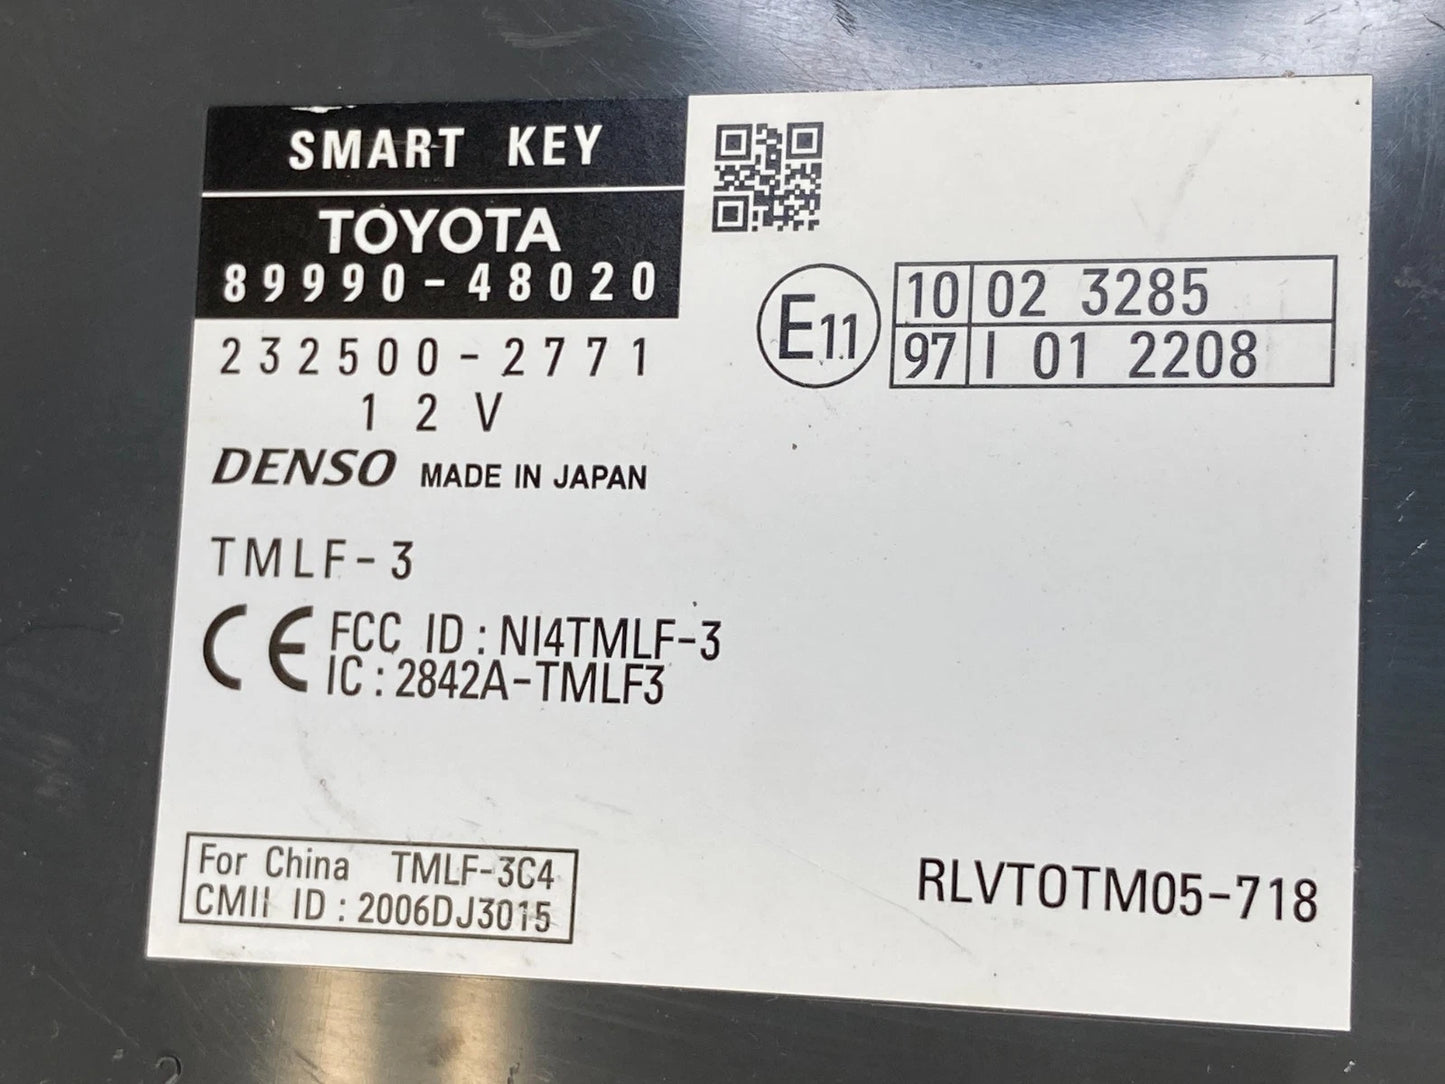 SMART KEY
TOYOTA
89990-48020
232500-2771
12V
DENSO MADE IN JAPAN
TMLF-3
CE FCC ID : NI4TMLF-3
IC : 2842A-TMLF3
For China TMLF-3C4
CMII ID : 2006DJ3015
E11
10 02 3285
97 I 01 2208
RLVTOTM05-718